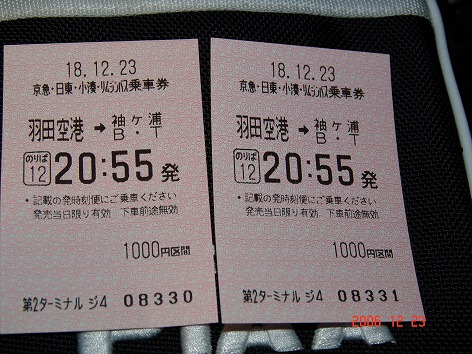 18.12.23
京急・日東・小湊・リムジンバス乗車券
羽田空港 → 袖ケ浦
B・T
のりば
12
20:55発
・記載の発時刻便にご乗車ください
発売当日限り有効 下車前途無効
1000円区間
第2ターミナル ジ4 08330
18.12.23
京急・日東・小湊・リムジンバス乗車券
羽田空港 → 袖ケ浦
B・T
のりば
12
20:55発
・記載の発時刻便にご乗車ください
発売当日限り有効 下車前途無効
1000円区間
第2ターミナル ジ4 08331
2006 12 23